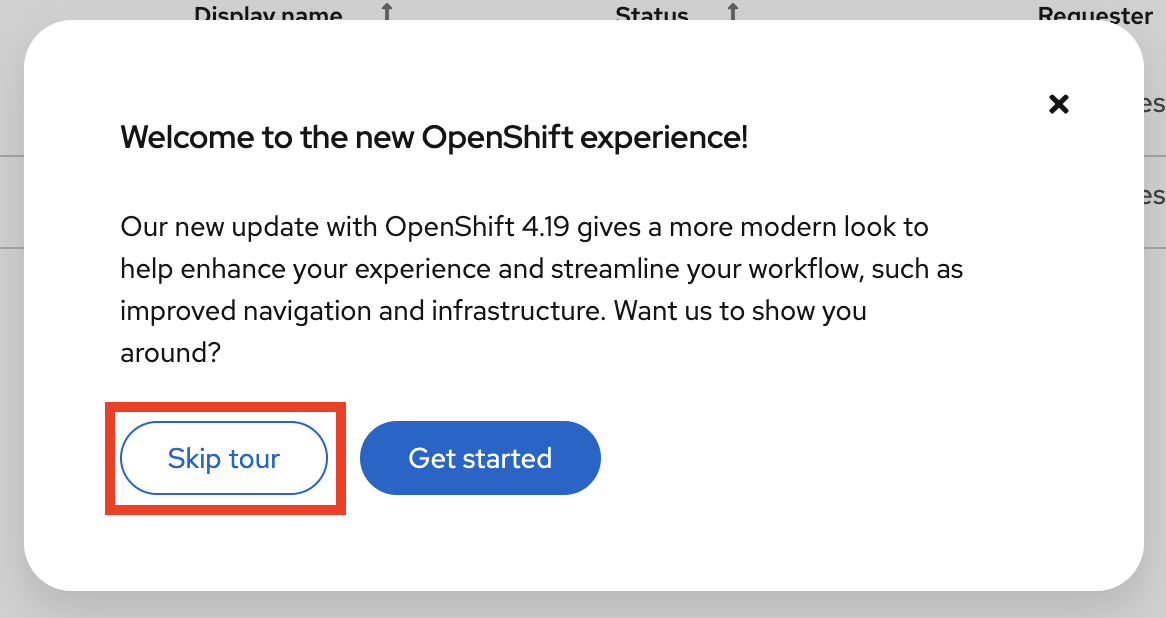 Display name Status Requester
Welcome to the new OpenShift experience!
es
Our new update with OpenShift 4.19 gives a more modern look to
es
help enhance your experience and streamline your workflow, such as
improved navigation and infrastructure. Want us to show you
around?
Skip tour Get started